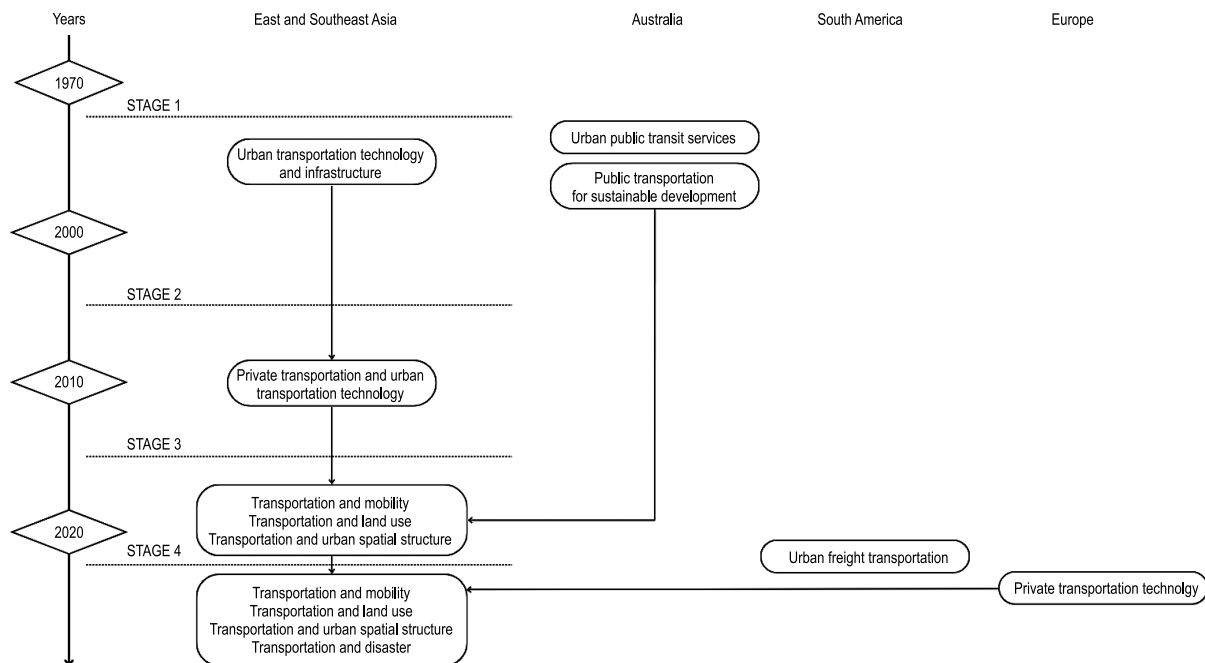 Years
East and Southeast Asia
Australia
South America
Europe
1970
STAGE 1
Urban public transit services
Urban transportation technology
and infrastructure
Public transportation
for sustainable development
2000
STAGE 2
2010
Private transportation and urban
transportation technology
STAGE 3
Transportation and mobility
Transportation and land use
Transportation and urban spatial structure
2020
STAGE 4
Urban freight transportation
Transportation and mobility
Transportation and land use
Transportation and urban spatial structure
Transportation and disaster
Private transportation technolgy